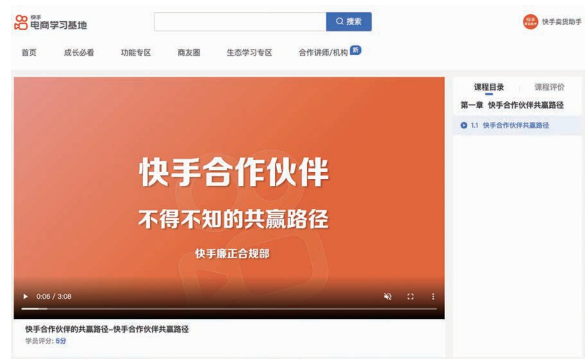 快手
电商学习基地
搜索
快手卖货助手
首页
成长必看
功能专区
商友圈
生态学习专区
合作讲师/机构
新
快手合作伙伴
不得不知的共赢路径
快手廉正合规部
0:06 / 3:08
快手合作伙伴的共赢路径–快手合作伙伴共赢路径
学员评分: 5分
课程目录
课程评价
第一章 快手合作伙伴共赢路径
1.1 快手合作伙伴共赢路径